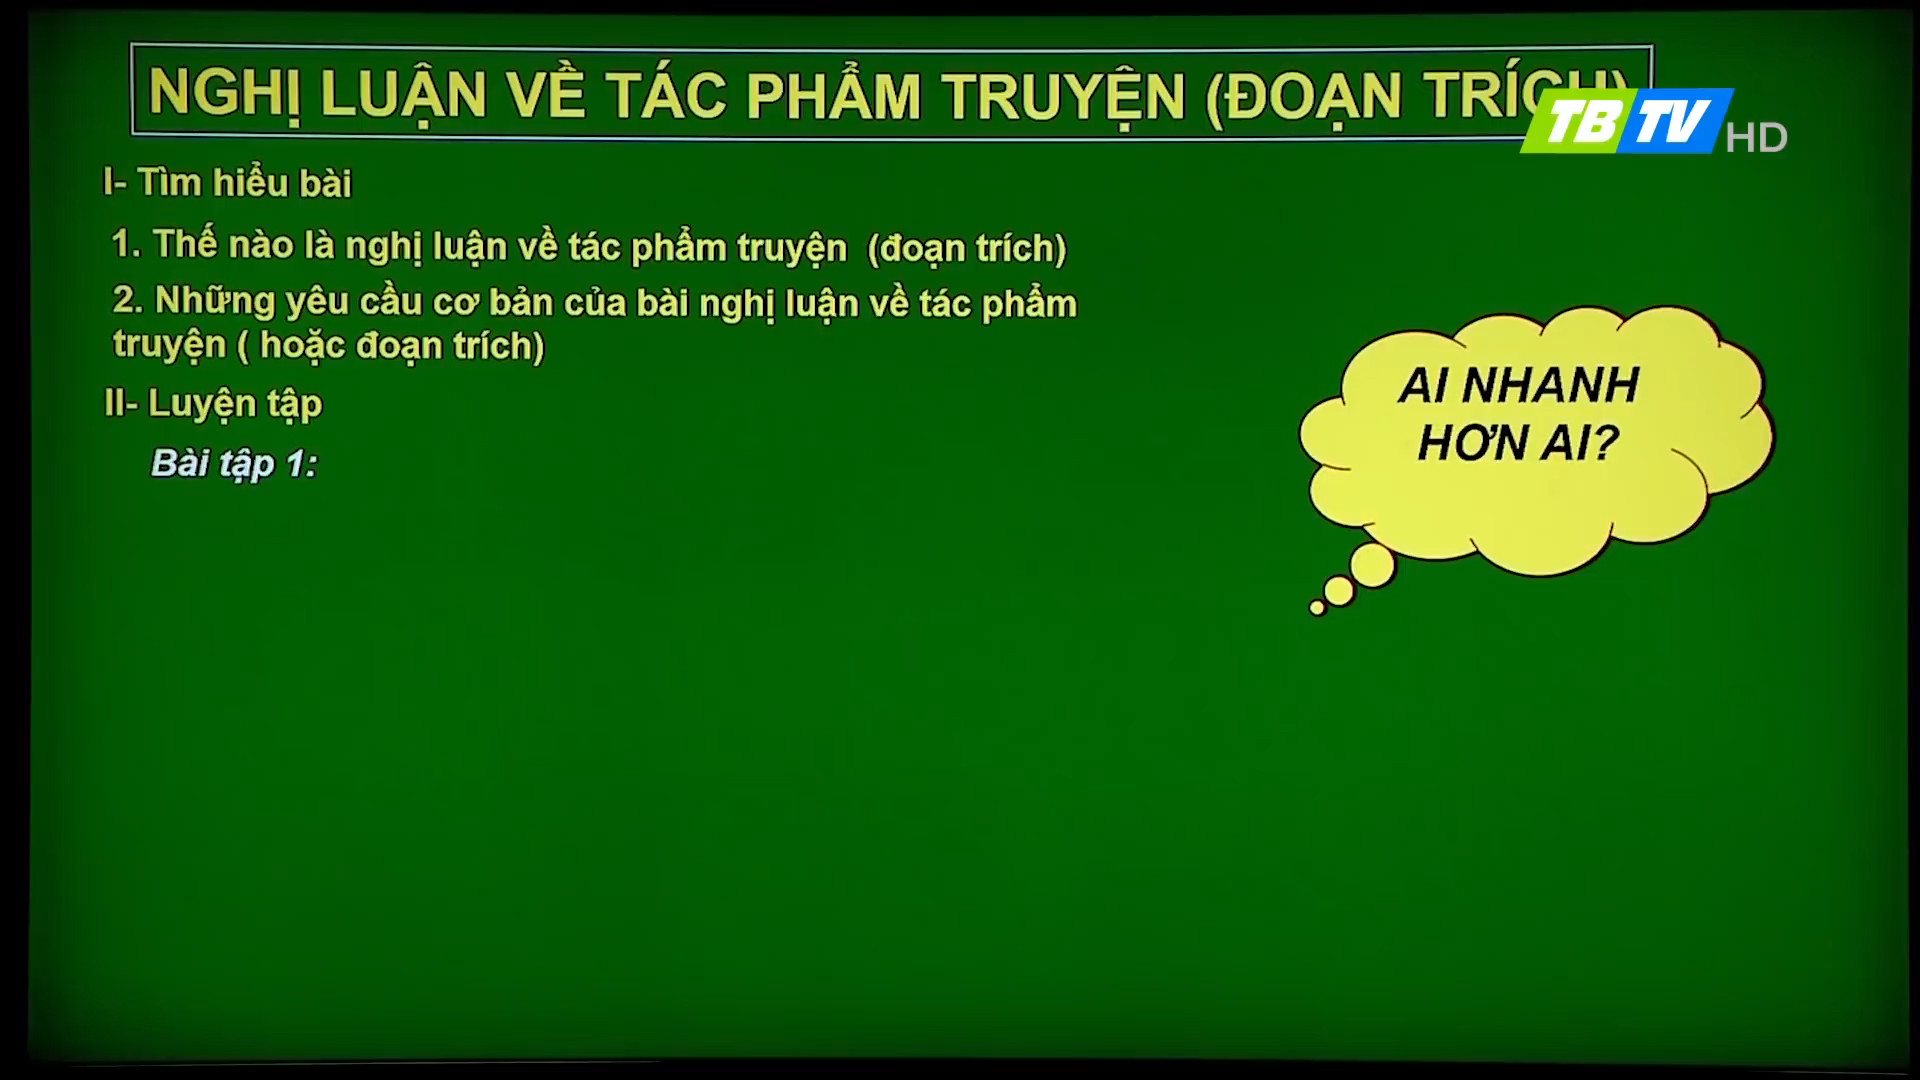 NGHỊ LUẬN VỀ TÁC PHẨM TRUYỆN (ĐOẠN TRÍCH)
TBTV HD
I- Tìm hiểu bài
1. Thế nào là nghị luận về tác phẩm truyện (đoạn trích)
2. Những yêu cầu cơ bản của bài nghị luận về tác phẩm
truyện ( hoặc đoạn trích)
II- Luyện tập
Bài tập 1:
AI NHANH
HƠN AI?